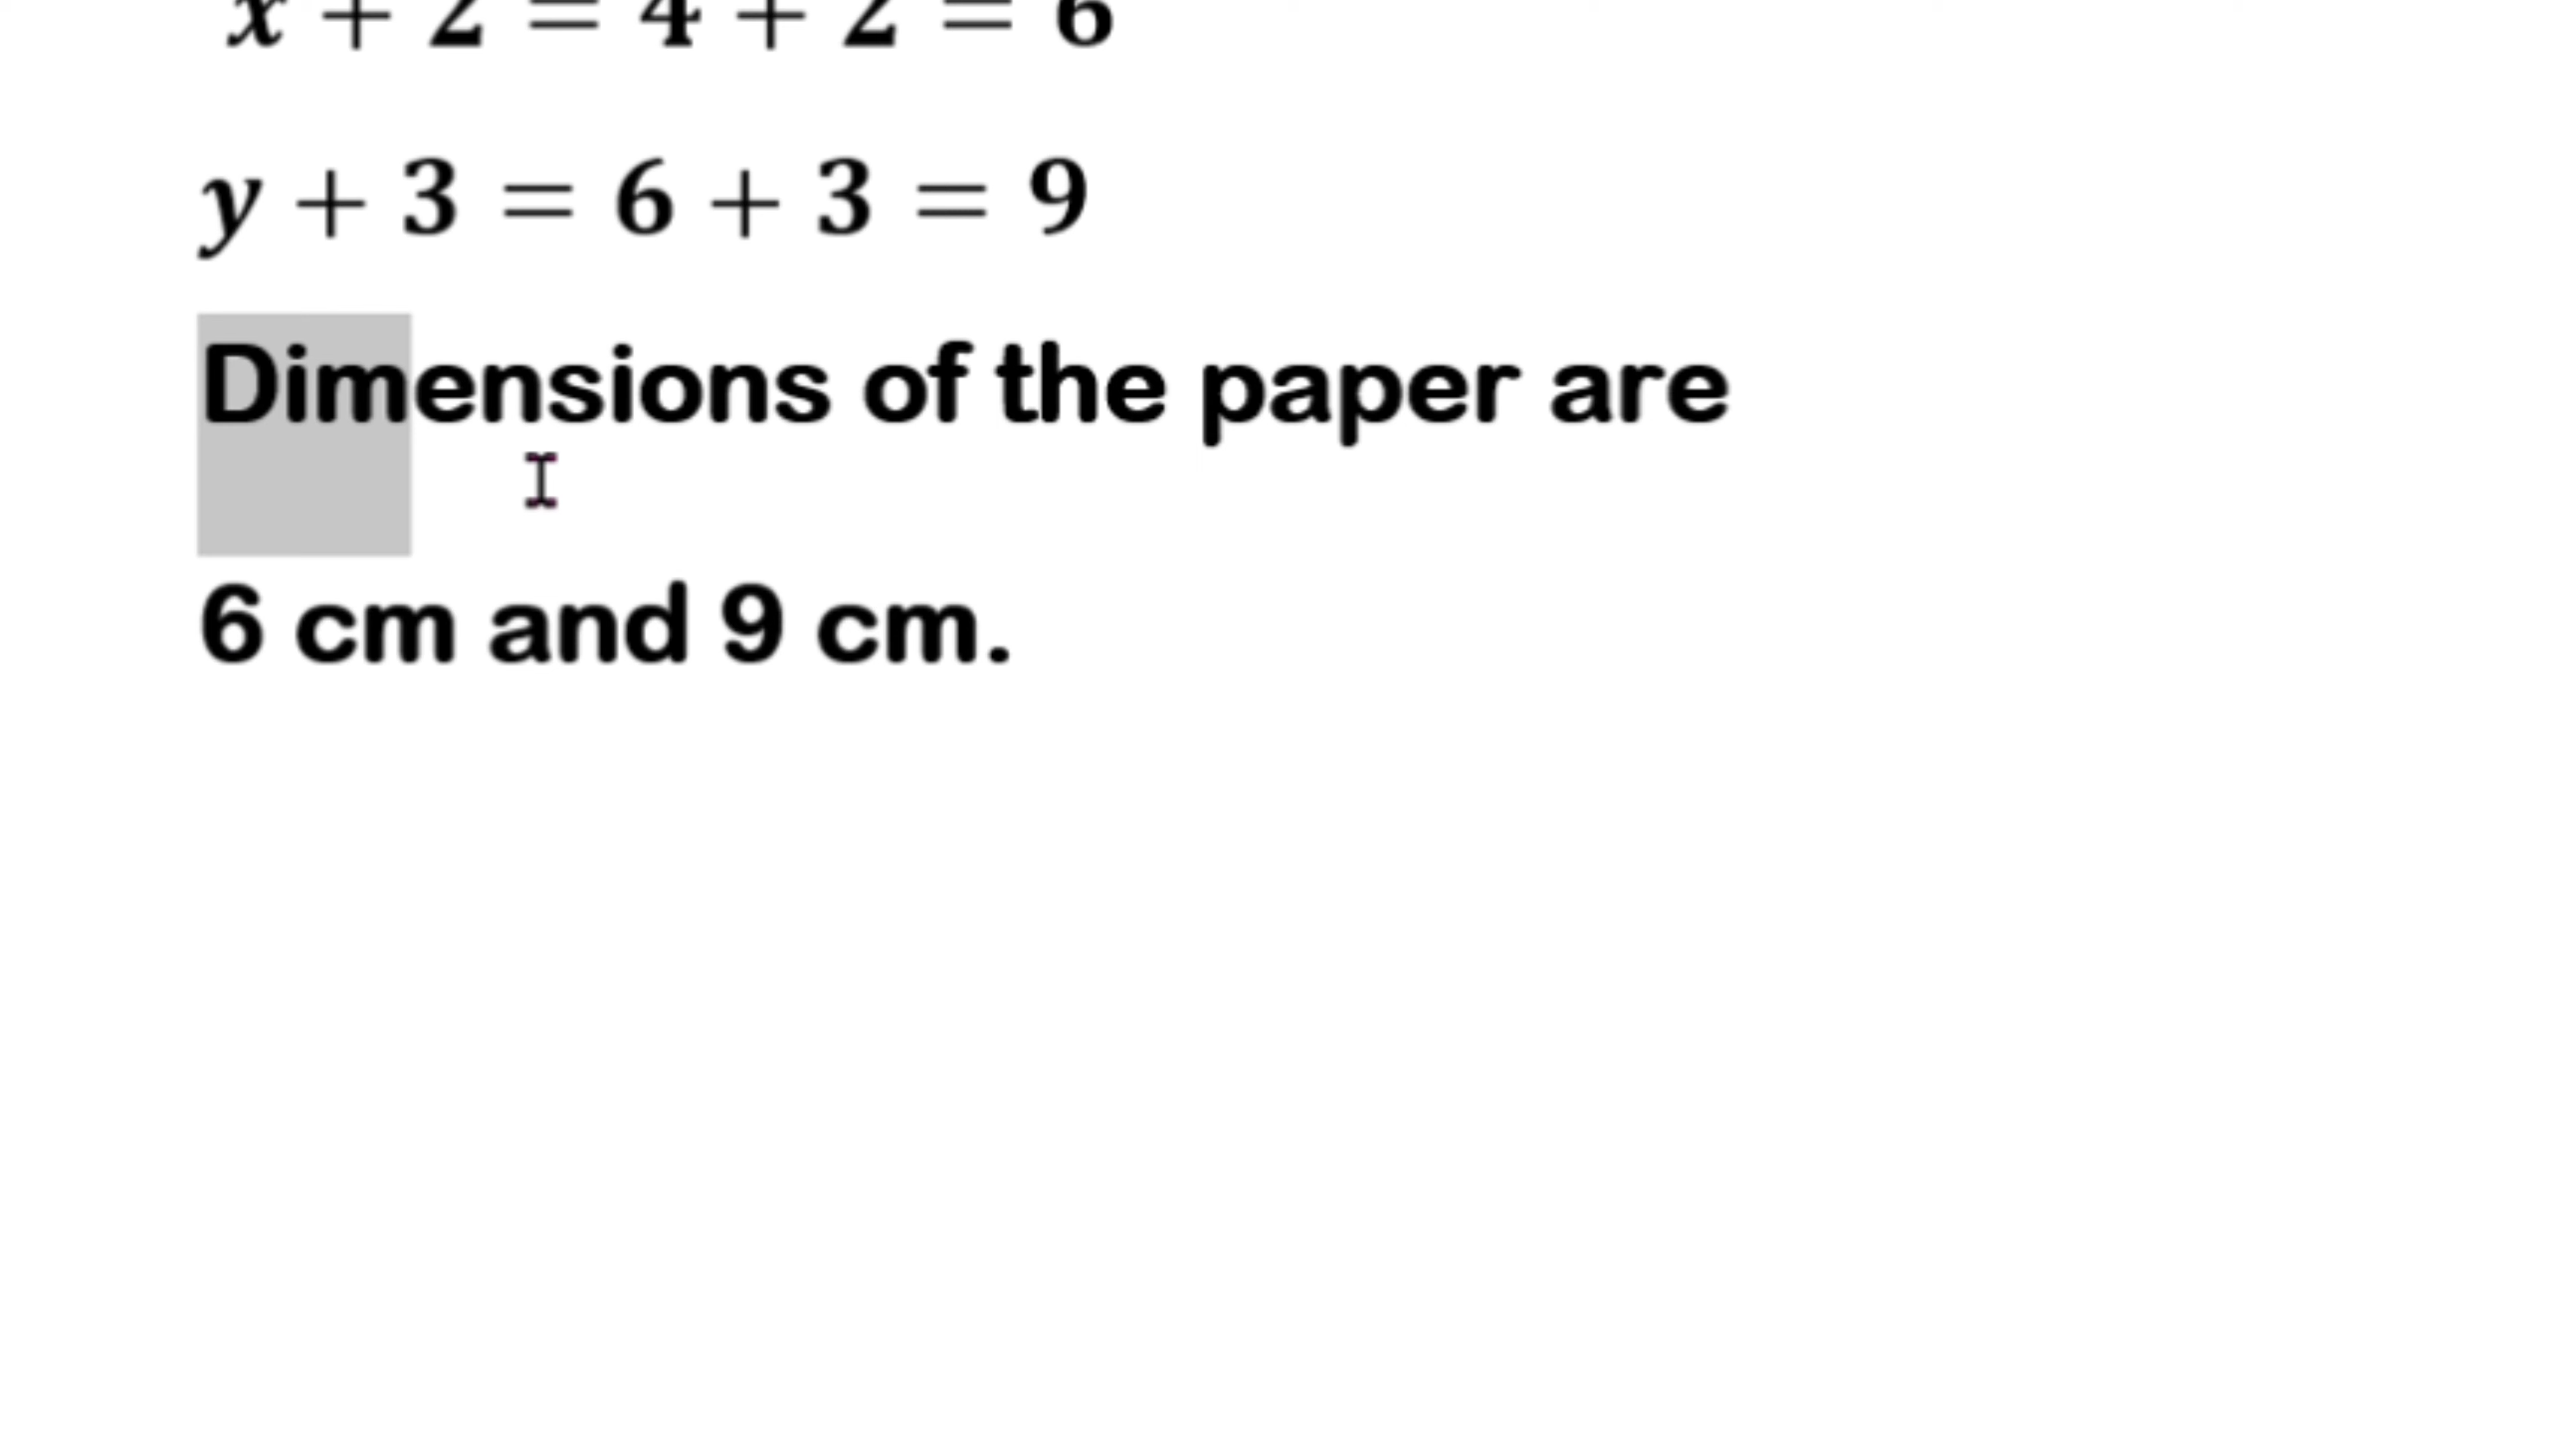 x + 2 = 4 + 2 = 6
y + 3 = 6 + 3 = 9
Dimensions of the paper are
6 cm and 9 cm.